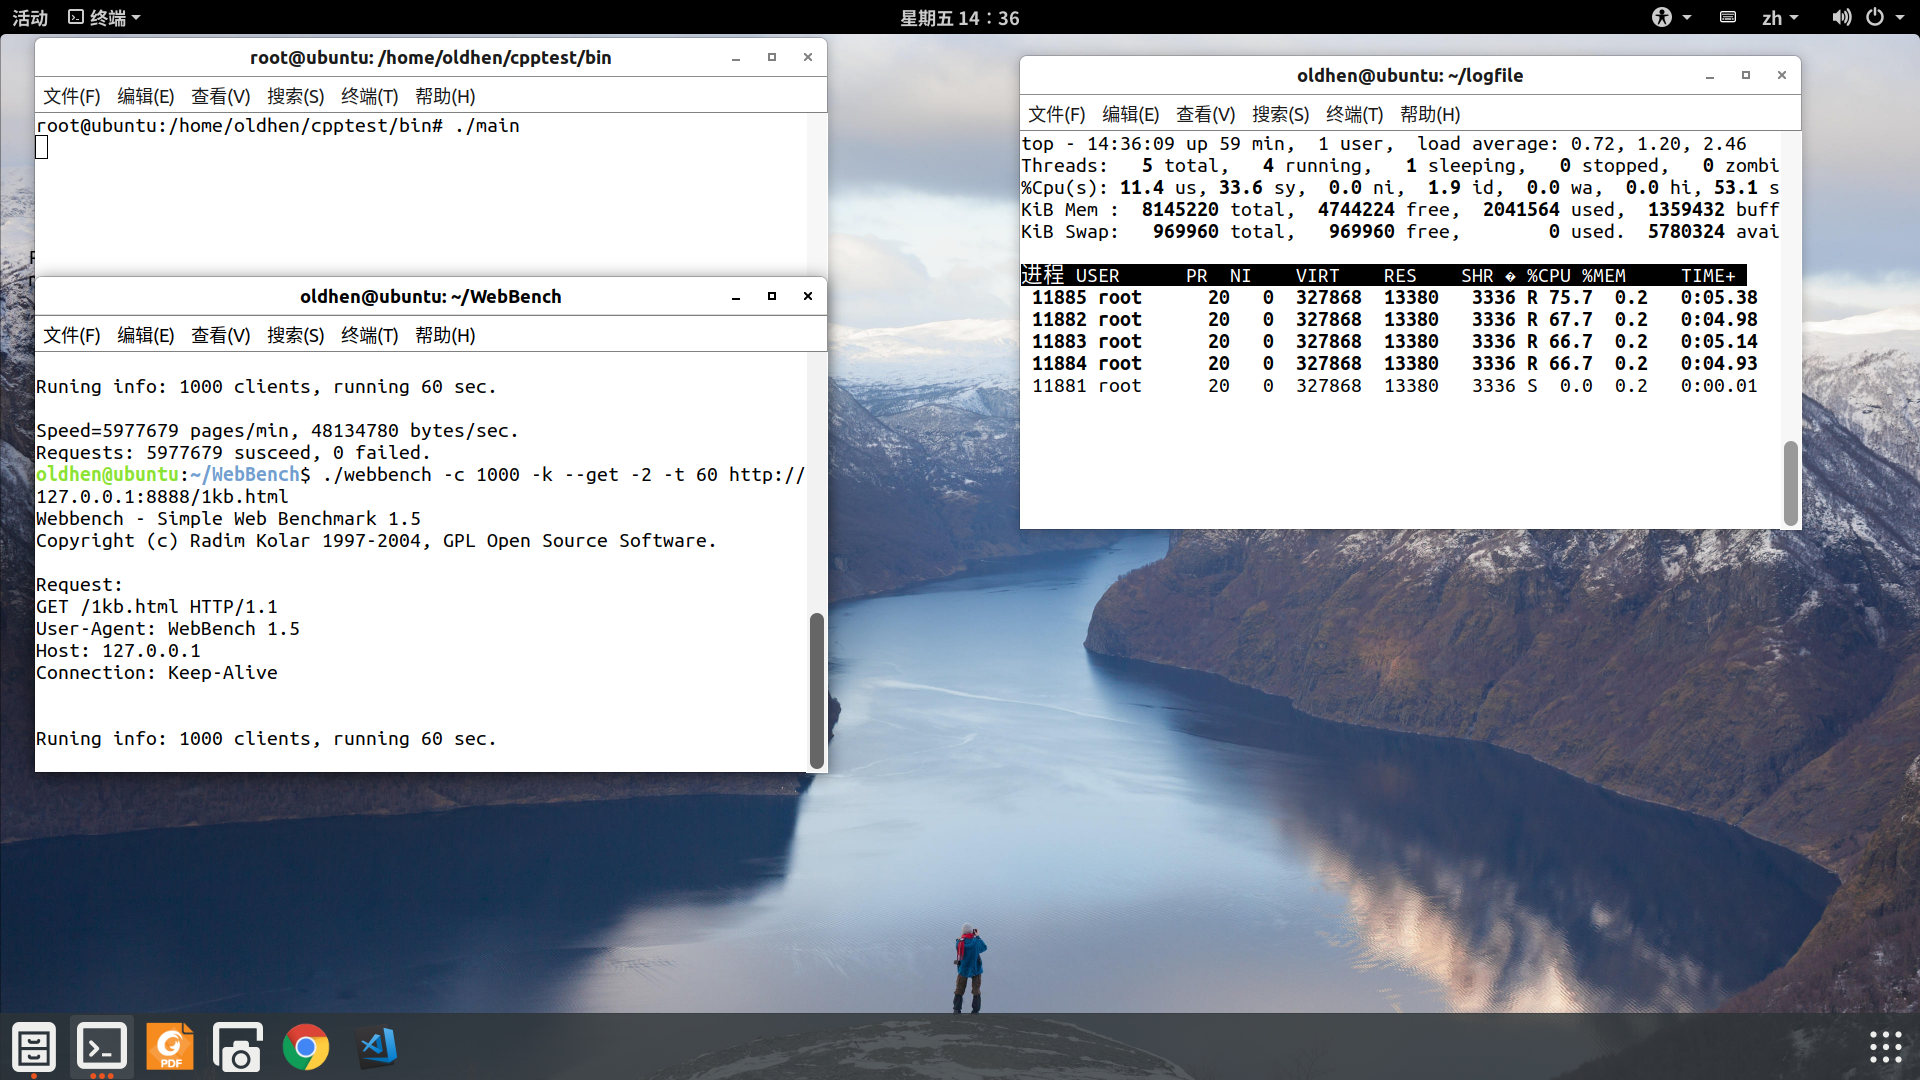 活动 终端 星期五 14：36 zh
root@ubuntu: /home/oldhen/cpptest/bin
文件(F) 编辑(E) 查看(V) 搜索(S) 终端(T) 帮助(H)
root@ubuntu:/home/oldhen/cpptest/bin# ./main
oldhen@ubuntu: ~/WebBench
文件(F) 编辑(E) 查看(V) 搜索(S) 终端(T) 帮助(H)
Runing info: 1000 clients, running 60 sec.
Speed=5977679 pages/min, 48134780 bytes/sec.
Requests: 5977679 susceed, 0 failed.
oldhen@ubuntu:~/WebBench$ ./webbench -c 1000 -k --get -2 -t 60 http://
127.0.0.1:8888/1kb.html
Webbench - Simple Web Benchmark 1.5
Copyright (c) Radim Kolar 1997-2004, GPL Open Source Software.
Request:
GET /1kb.html HTTP/1.1
User-Agent: WebBench 1.5
Host: 127.0.0.1
Connection: Keep-Alive
Runing info: 1000 clients, running 60 sec.
oldhen@ubuntu: ~/logfile
文件(F) 编辑(E) 查看(V) 搜索(S) 终端(T) 帮助(H)
top - 14:36:09 up 59 min,  1 user,  load average: 0.72, 1.20, 2.46
Threads:   5 total,   4 running,   1 sleeping,   0 stopped,   0 zombi
%Cpu(s): 11.4 us, 33.6 sy,  0.0 ni,  1.9 id,  0.0 wa,  0.0 hi, 53.1 s
KiB Mem :  8145220 total,  4744224 free,  2041564 used,  1359432 buff
KiB Swap:   969960 total,   969960 free,        0 used.  5780324 avai
进程 USER      PR  NI    VIRT    RES    SHR � %CPU %MEM     TIME+
11885 root      20   0  327868  13380   3336 R 75.7  0.2   0:05.38
11882 root      20   0  327868  13380   3336 R 67.7  0.2   0:04.98
11883 root      20   0  327868  13380   3336 R 66.7  0.2   0:05.14
11884 root      20   0  327868  13380   3336 R 66.7  0.2   0:04.93
11881 root      20   0  327868  13380   3336 S  0.0  0.2   0:00.01
PDF